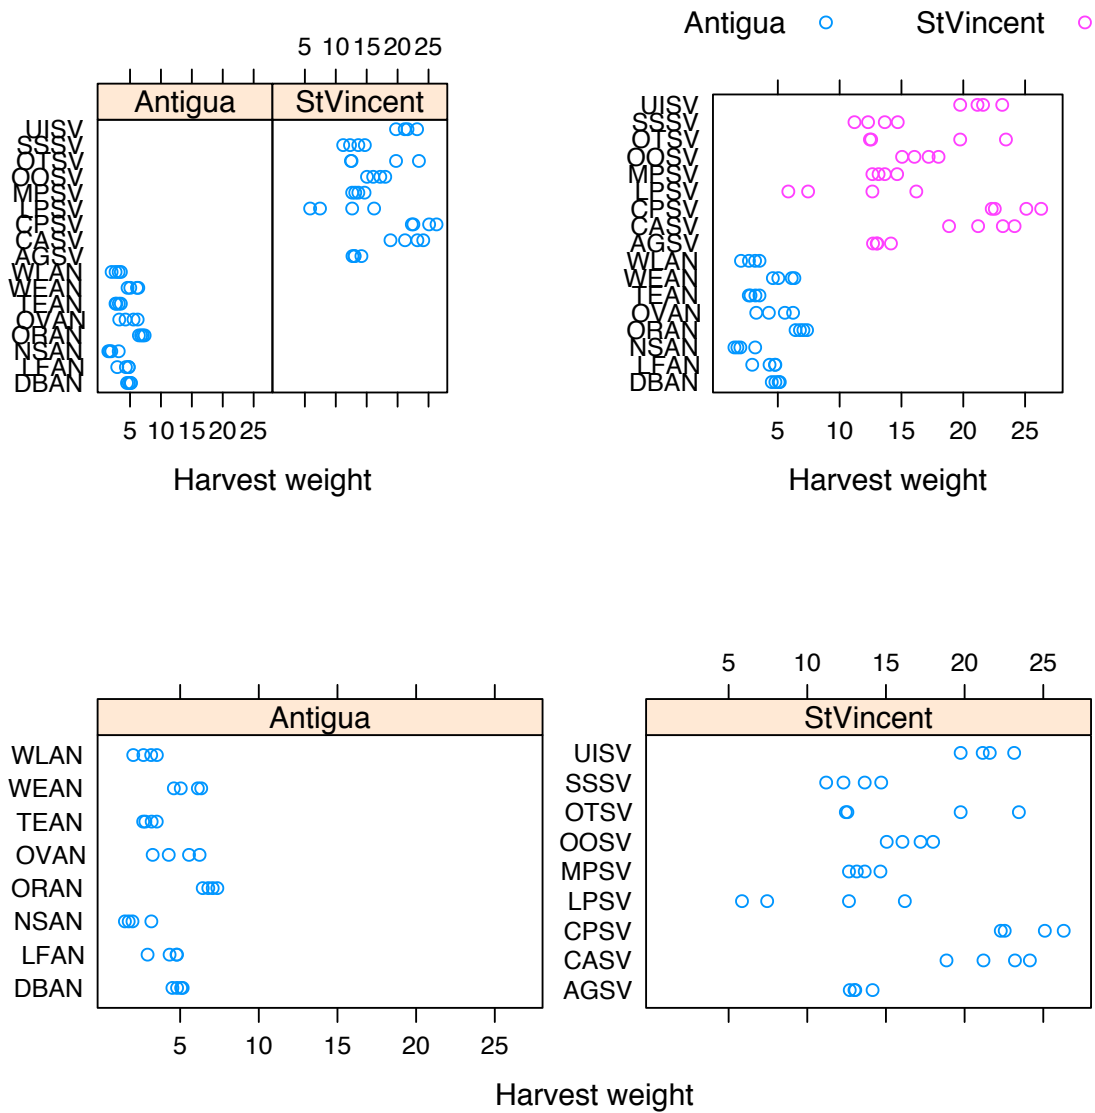 Antigua StVincent
5 10 15 20 25
Antigua StVincent
UISV
SSSV
OTSV
OOSV
MPSV
LPSV
CPSV
CASV
AGSV
WLAN
WEAN
TEAN
OVAN
ORAN
NSAN
LFAN
DBAN
5 10 15 20 25
Harvest weight
UISV
SSSV
OTSV
OOSV
MPSV
LPSV
CPSV
CASV
AGSV
WLAN
WEAN
TEAN
OVAN
ORAN
NSAN
LFAN
DBAN
5 10 15 20 25
Harvest weight
Antigua
WLAN
WEAN
TEAN
OVAN
ORAN
NSAN
LFAN
DBAN
5 10 15 20 25
5 10 15 20 25
StVincent
UISV
SSSV
OTSV
OOSV
MPSV
LPSV
CPSV
CASV
AGSV
Harvest weight